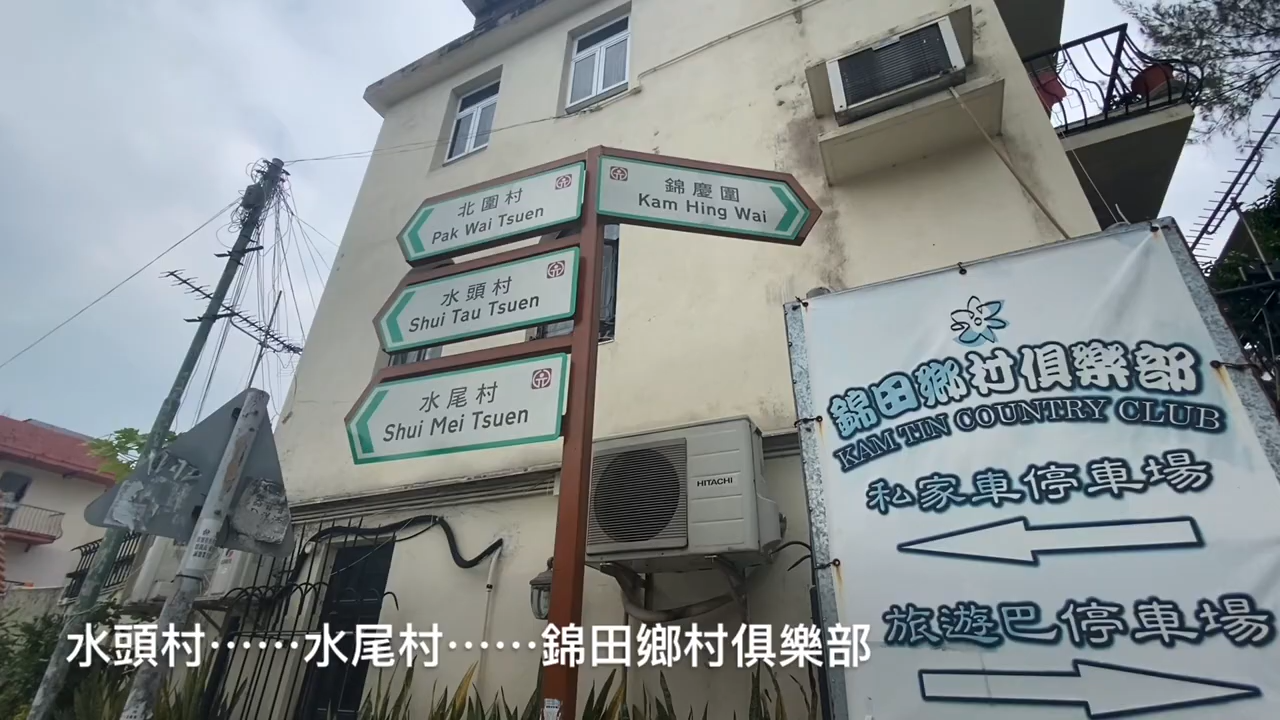 北圍村
Pak Wai Tsuen
錦慶圍
Kam Hing Wai
水頭村
Shui Tau Tsuen
水尾村
Shui Mei Tsuen
HITACHI
錦田鄉村俱樂部
KAM TIN COUNTRY CLUB
私家車停車場
旅遊巴停車場
水頭村⋯⋯水尾村⋯⋯錦田鄉村俱樂部